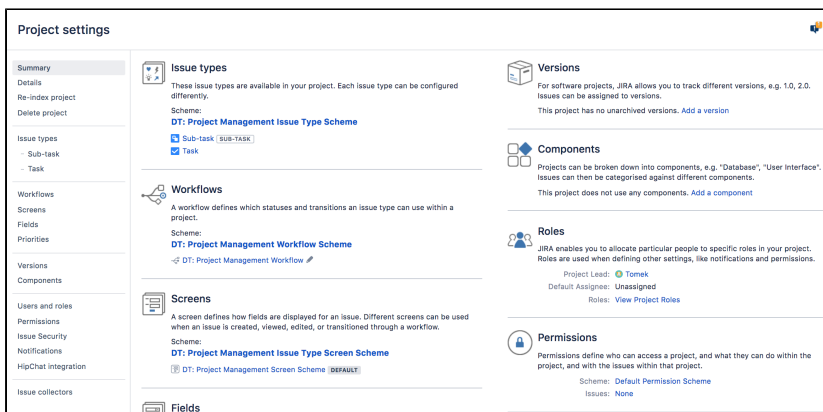 Project settings
Summary
Details
Re-index project
Delete project
Issue types
Sub-task
Task
Workflows
Screens
Fields
Priorities
Versions
Components
Users and roles
Permissions
Issue Security
Notifications
HipChat integration
Issue collectors
Issue types
These issue types are available in your project. Each issue type can be configured
differently.
Scheme:
DT: Project Management Issue Type Scheme
Sub-task SUB-TASK
Task
Workflows
A workflow defines which statuses and transitions an issue type can use within a
project.
Scheme:
DT: Project Management Workflow Scheme
DT: Project Management Workflow
Screens
A screen defines how fields are displayed for an issue. Different screens can be used
when an issue is created, viewed, edited, or transitioned through a workflow.
Scheme:
DT: Project Management Issue Type Screen Scheme
DT: Project Management Screen Scheme DEFAULT
Fields
Versions
For software projects, JIRA allows you to track different versions, e.g. 1.0, 2.0.
Issues can be assigned to versions.
This project has no unarchived versions. Add a version
Components
Projects can be broken down into components, e.g. "Database", "User Interface".
Issues can then be categorised against different components.
This project does not use any components. Add a component
Roles
JIRA enables you to allocate particular people to specific roles in your project.
Roles are used when defining other settings, like notifications and permissions.
Project Lead: Tomek
Default Assignee: Unassigned
Roles: View Project Roles
Permissions
Permissions define who can access a project, and what they can do within the
project, and with the issues within that project.
Scheme: Default Permission Scheme
Issues: None